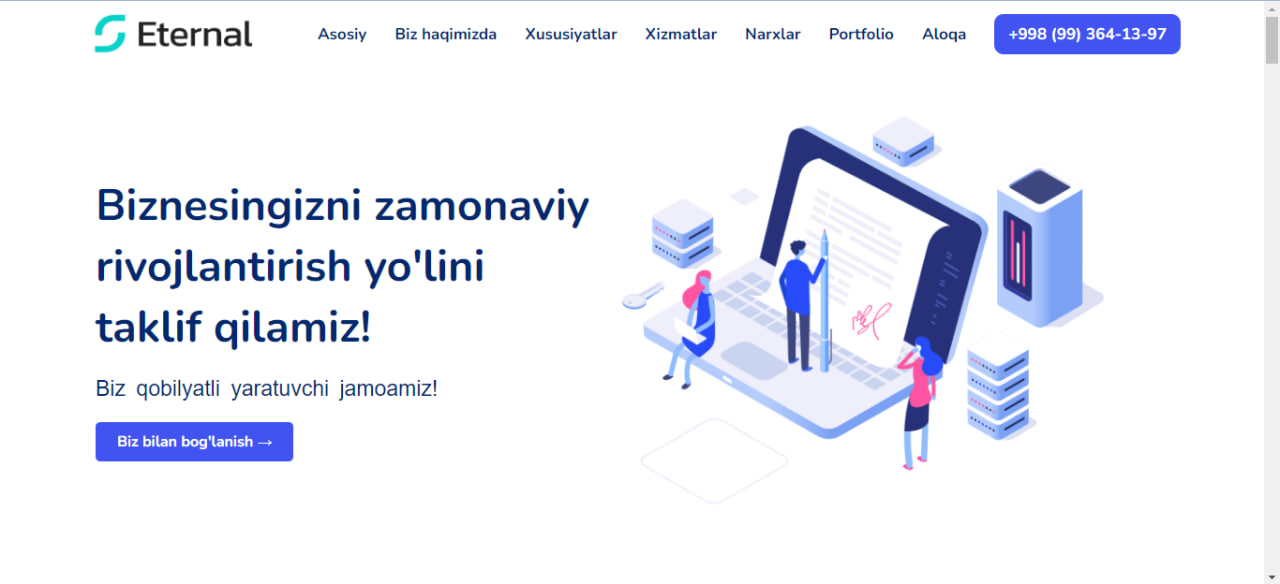 Eternal
Asosiy Biz haqimizda Xususiyatlar Xizmatlar Narxlar Portfolio Aloqa +998 (99) 364-13-97
Biznesingizni zamonaviy
rivojlantirish yo'lini
taklif qilamiz!
Biz qobilyatli yaratuvchi jamoamiz!
Biz bilan bog'lanish →